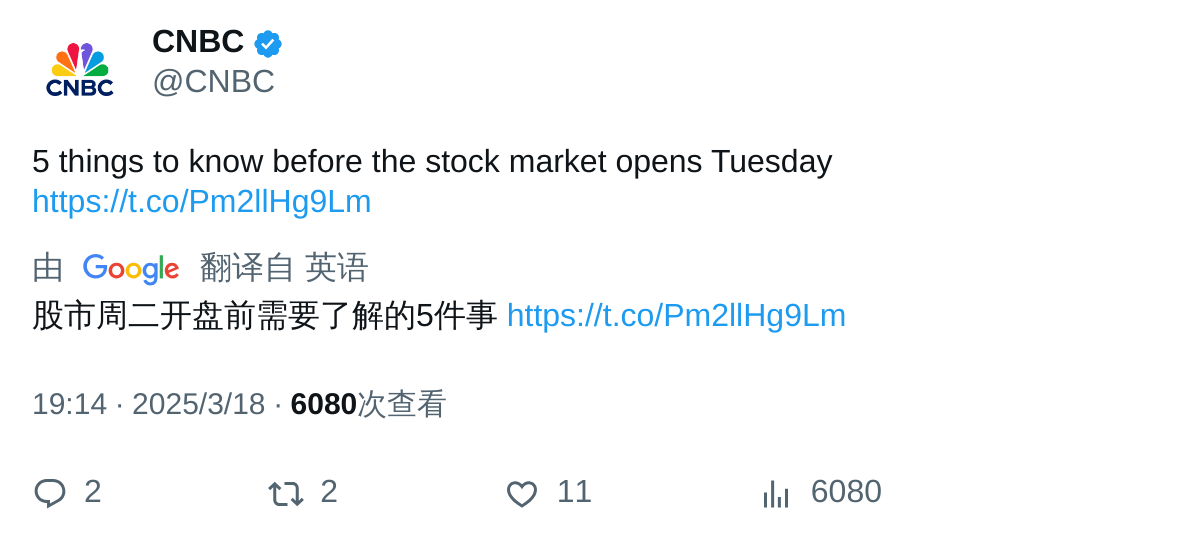 CNBC
CNBC
@CNBC
5 things to know before the stock market opens Tuesday
https://t.co/Pm2llHg9Lm
由 Google 翻译自 英语
股市周二开盘前需要了解的5件事 https://t.co/Pm2llHg9Lm
19:14 · 2025/3/18 · 6080次查看
2 2 11 6080